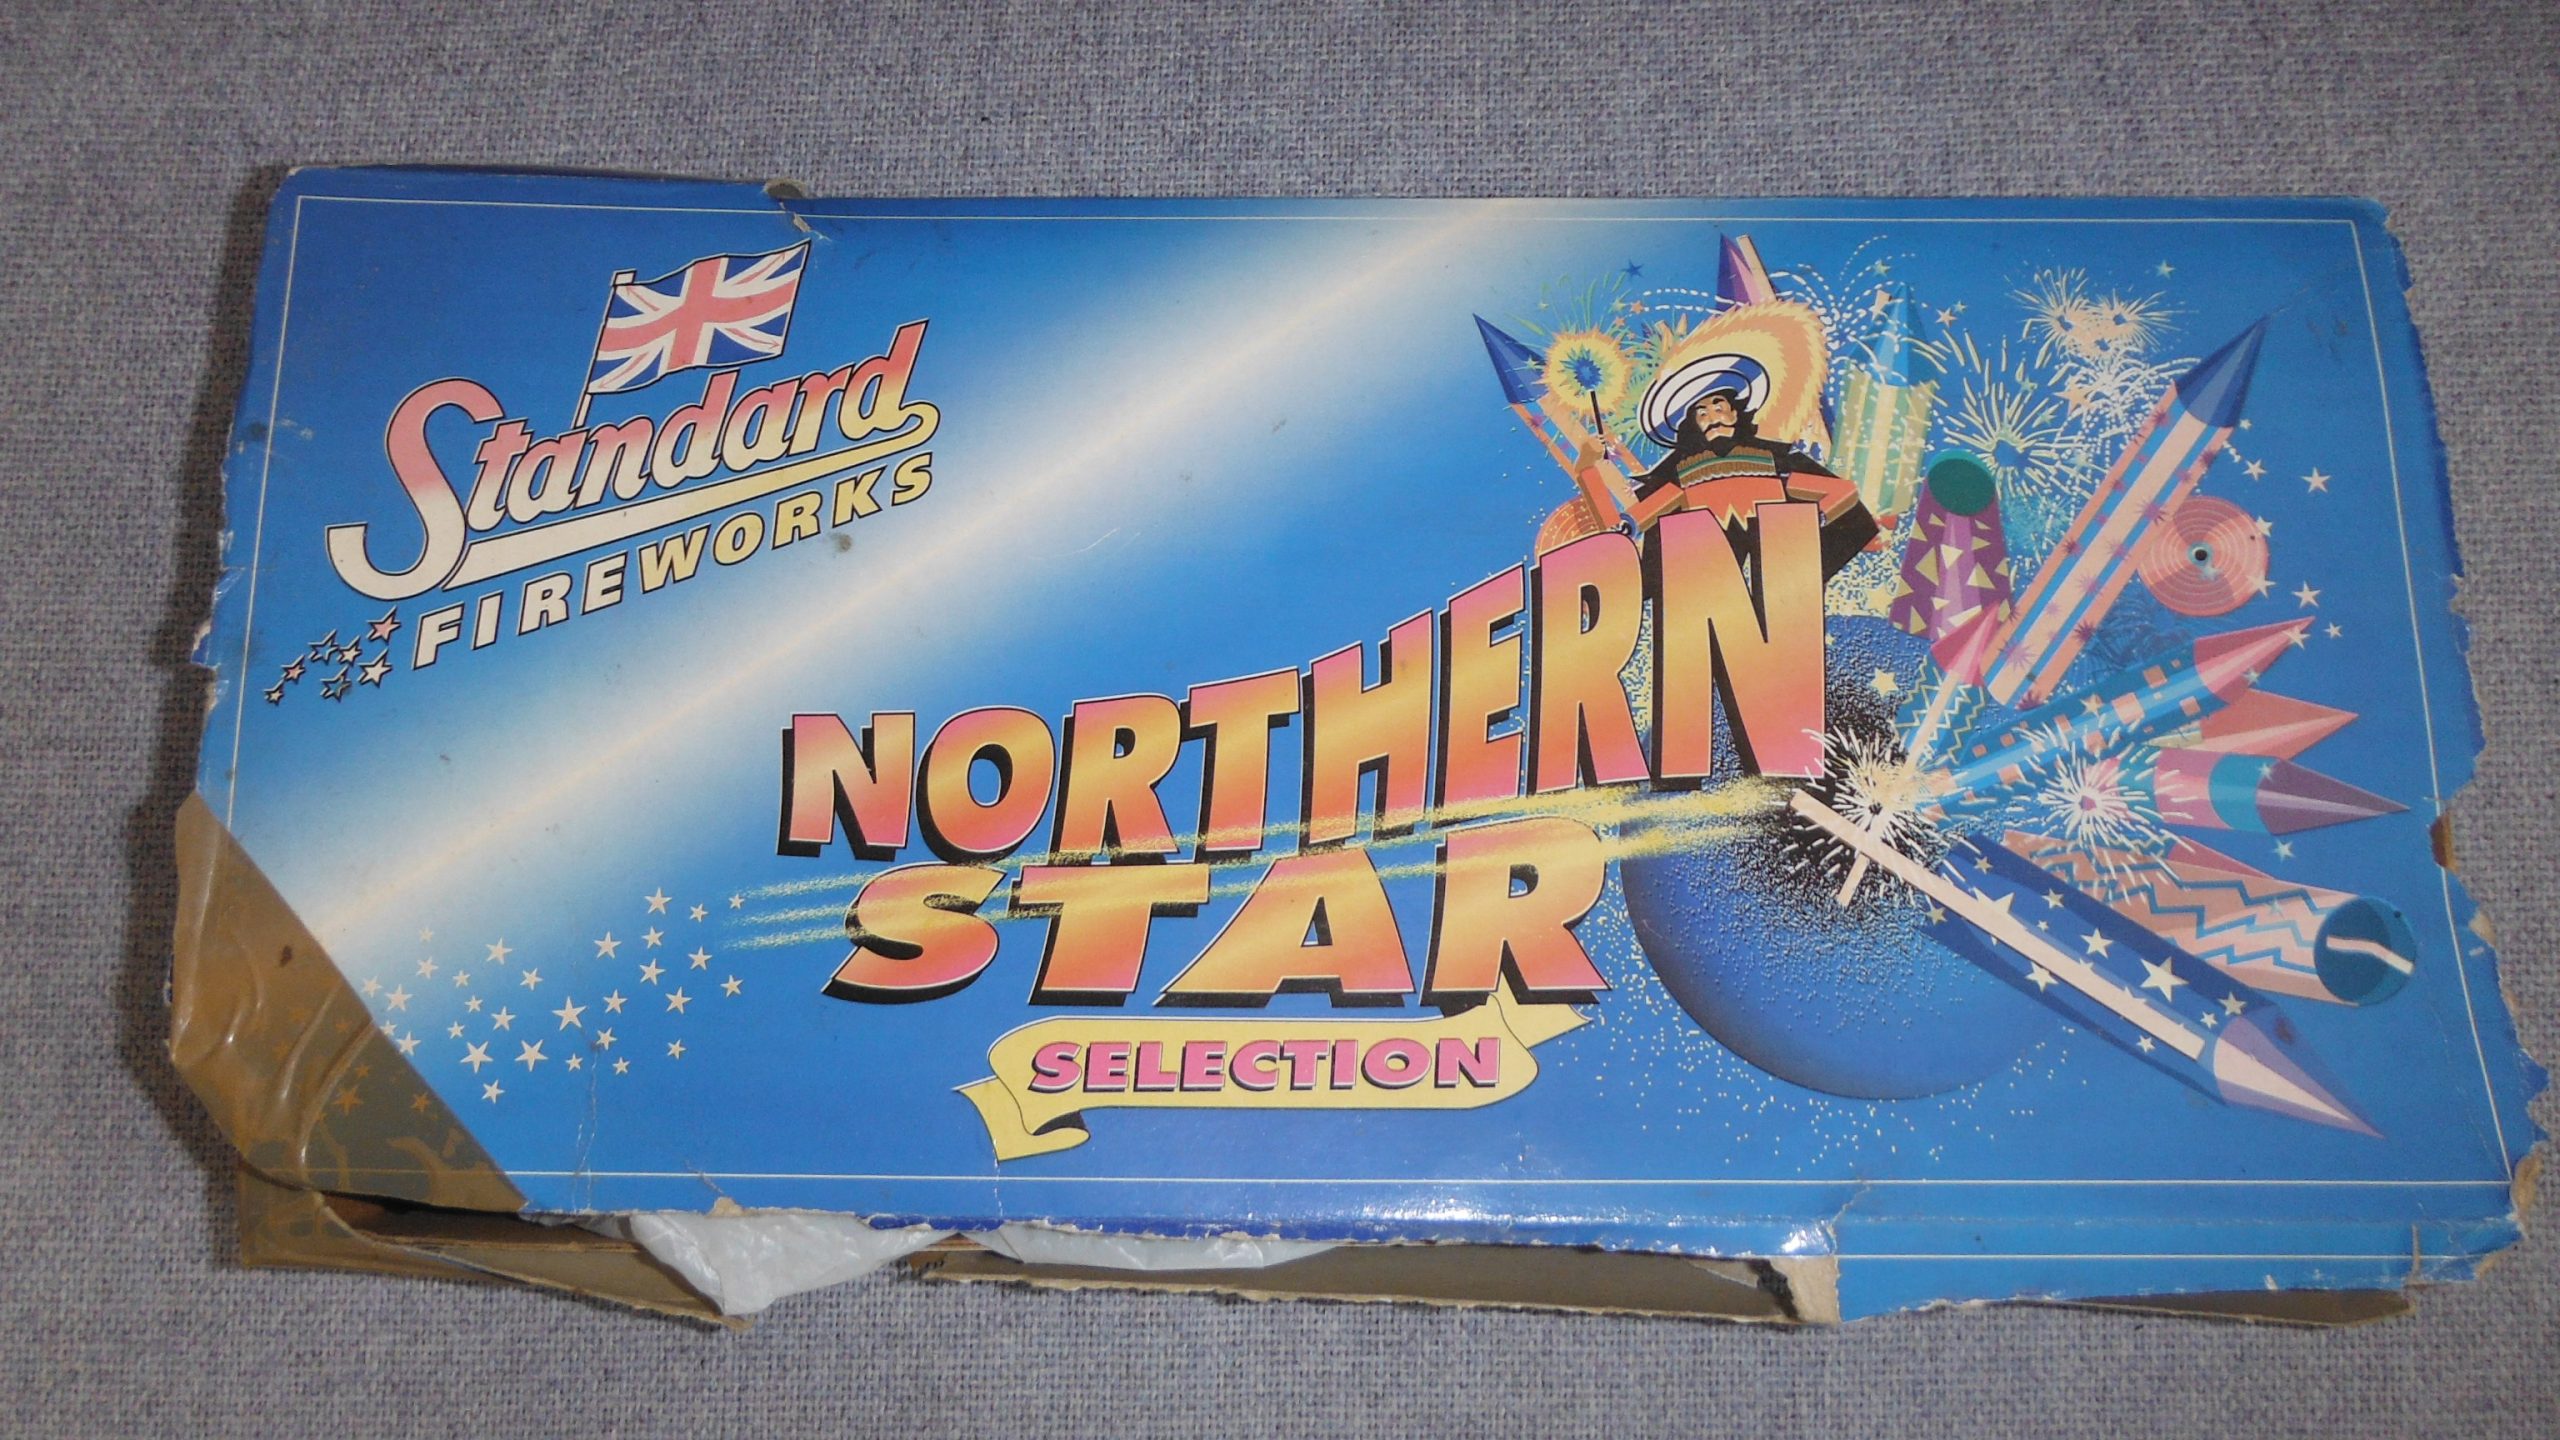 Standard
FIREWORKS
NORTHERN
STAR
SELECTION